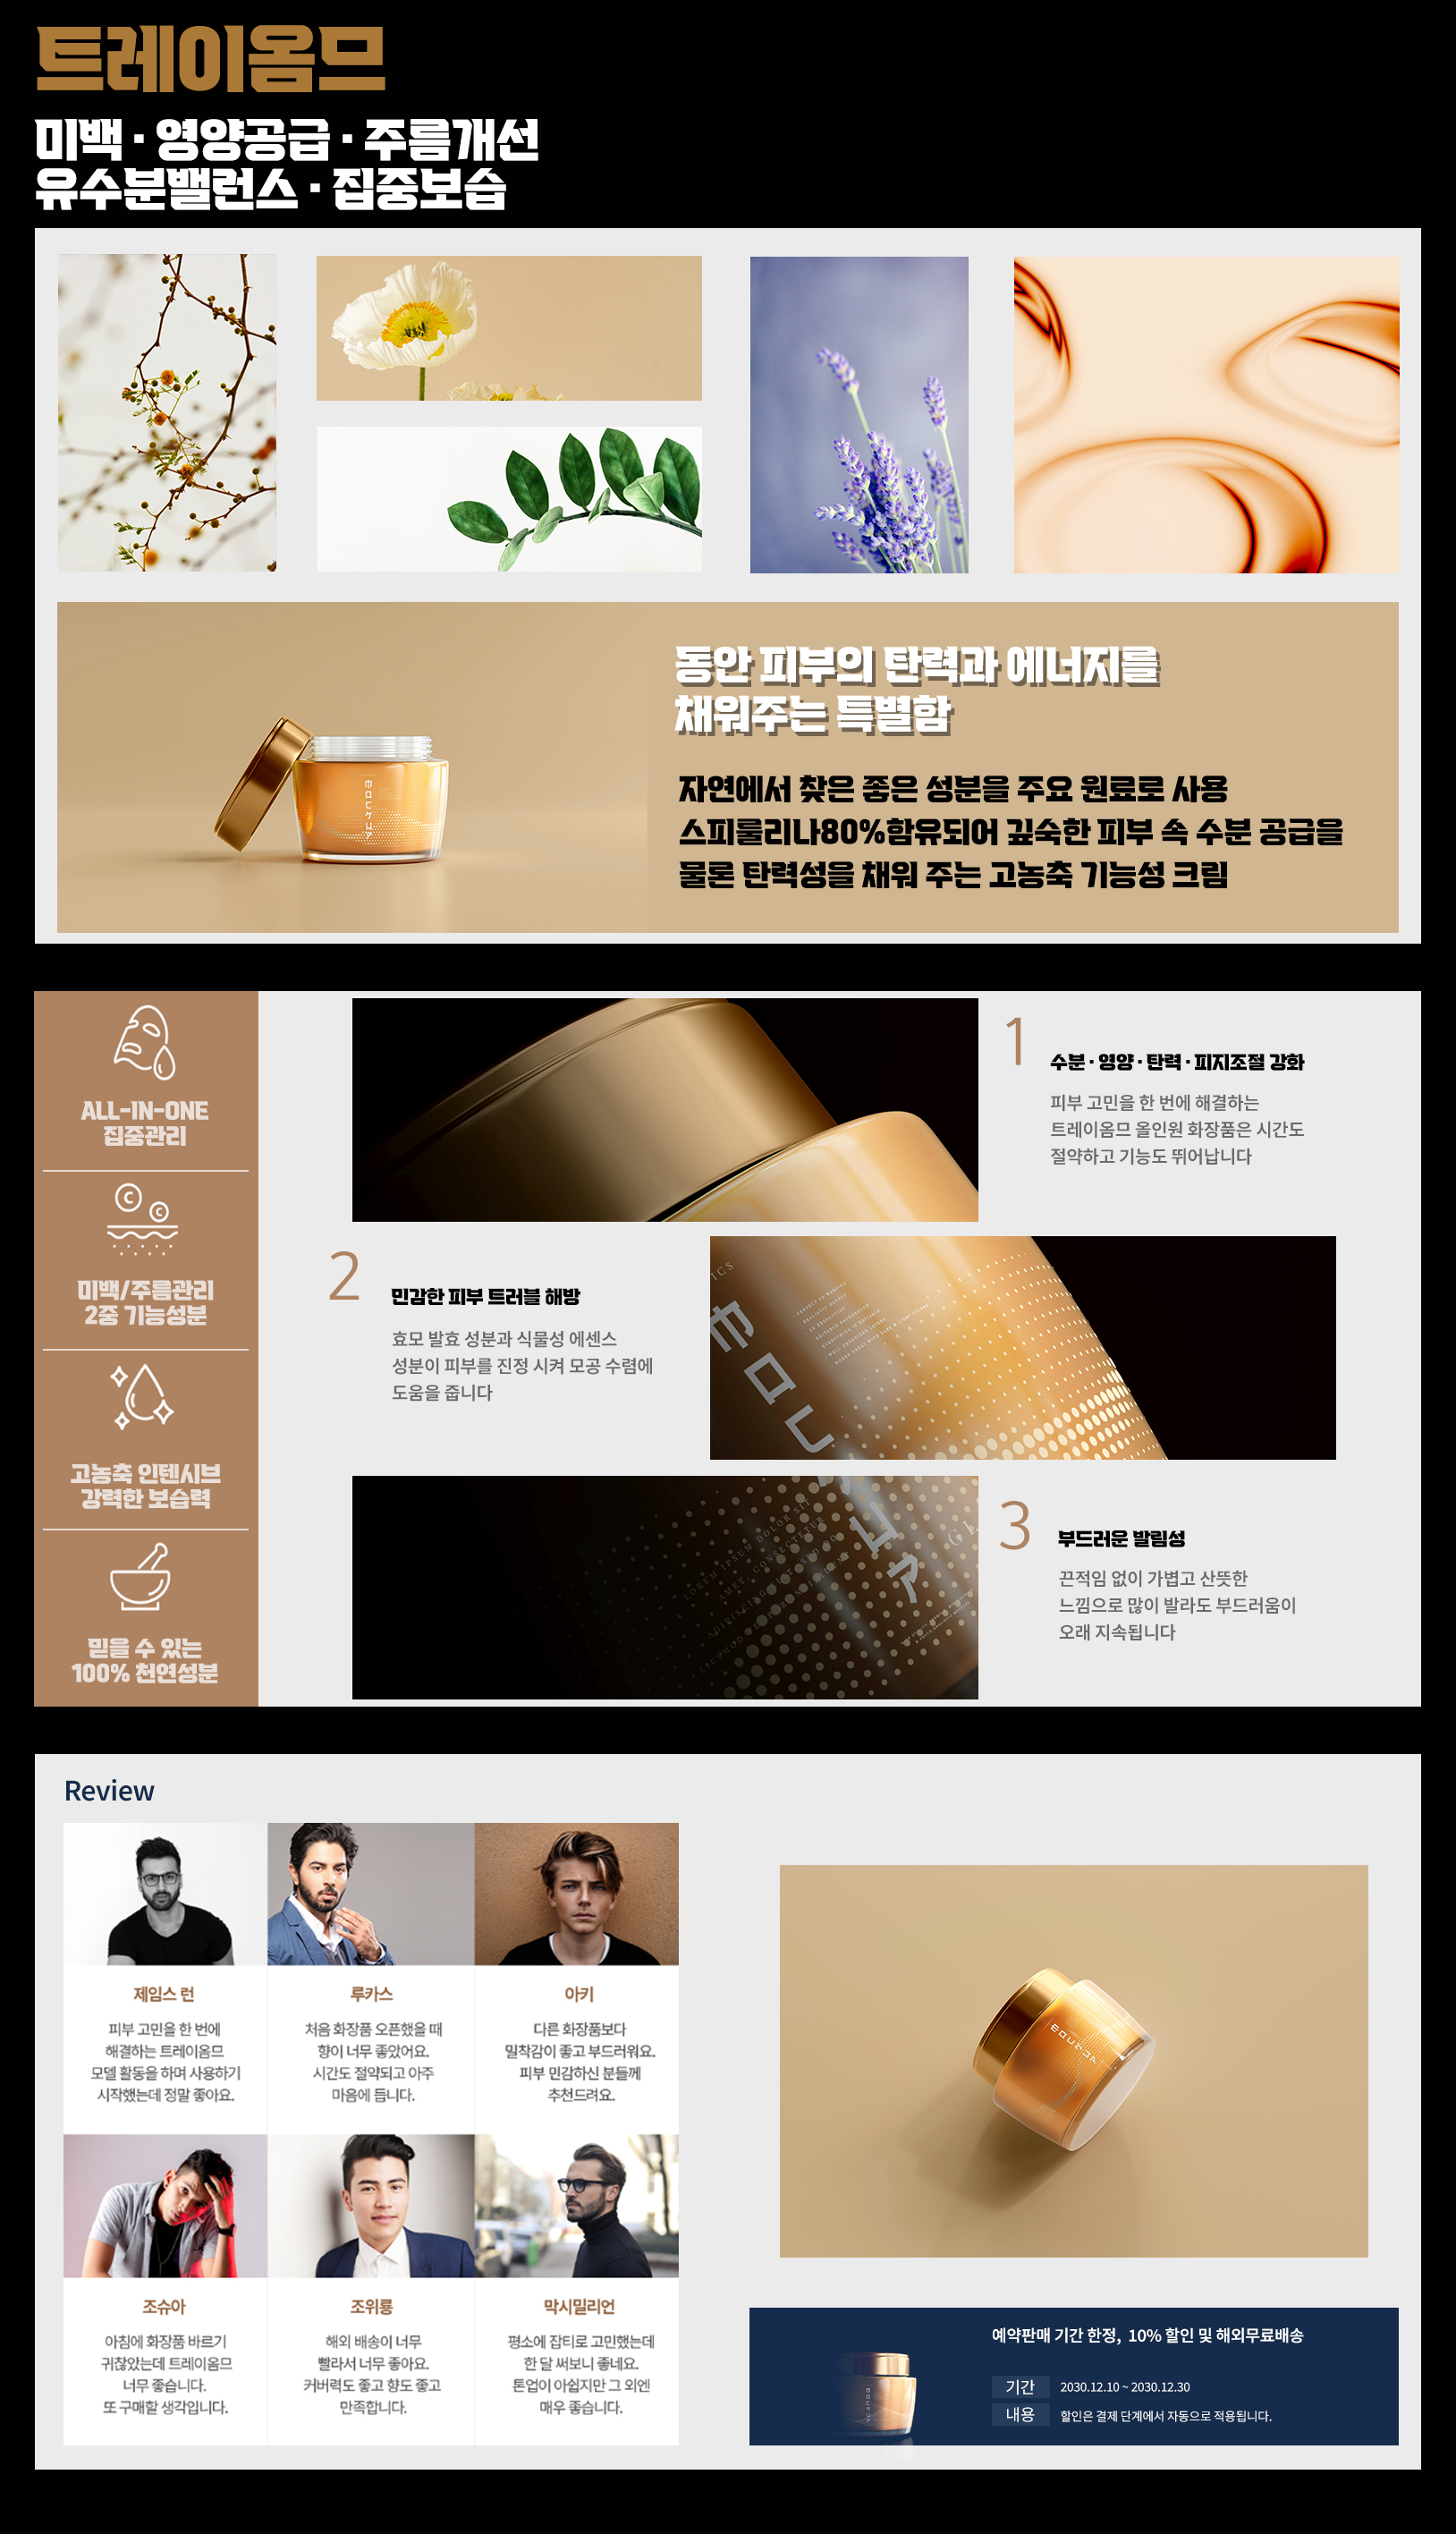 트레이옴므
미백 · 영양공급 · 주름개선
유수분밸런스 · 집중보습
동안 피부의 탄력과 에너지를
채워주는 특별함
자연에서 찾은 좋은 성분을 주요 원료로 사용
스피룰리나80%함유되어 깊숙한 피부 속 수분 공급을
물론 탄력성을 채워 주는 고농축 기능성 크림
ALL-IN-ONE
집중관리
미백/주름관리
2중 기능성분
고농축 인텐시브
강력한 보습력
믿을 수 있는
100% 천연성분
1
수분 · 영양 · 탄력 · 피지조절 강화
피부 고민을 한 번에 해결하는
트레이옴므 올인원 화장품은 시간도
절약하고 기능도 뛰어납니다
2
민감한 피부 트러블 해방
효모 발효 성분과 식물성 에센스
성분이 피부를 진정 시켜 모공 수렴에
도움을 줍니다
3
부드러운 발림성
끈적임 없이 가볍고 산뜻한
느낌으로 많이 발라도 부드러움이
오래 지속됩니다
Review
제임스 런
피부 고민을 한 번에
해결하는 트레이옴므
모델 활동을 하며 사용하기
시작했는데 정말 좋아요.
루카스
처음 화장품 오픈했을 때
향이 너무 좋았어요.
시간도 절약되고 아주
마음에 듭니다.
아키
다른 화장품보다
밀착감이 좋고 부드러워요.
피부 민감하신 분들께
추천드려요.
조슈아
아침에 화장품 바르기
귀찮았는데 트레이옴므
너무 좋습니다.
또 구매할 생각입니다.
조위룡
해외 배송이 너무
빨라서 너무 좋아요.
커버력도 좋고 향도 좋고
만족합니다.
막시밀리언
평소에 잡티로 고민했는데
한 달 써보니 좋네요.
톤업이 아쉽지만 그 외엔
매우 좋습니다.
예약판매 기간 한정, 10% 할인 및 해외무료배송
기간 2030.12.10 ~ 2030.12.30
내용 할인은 결제 단계에서 자동으로 적용됩니다.